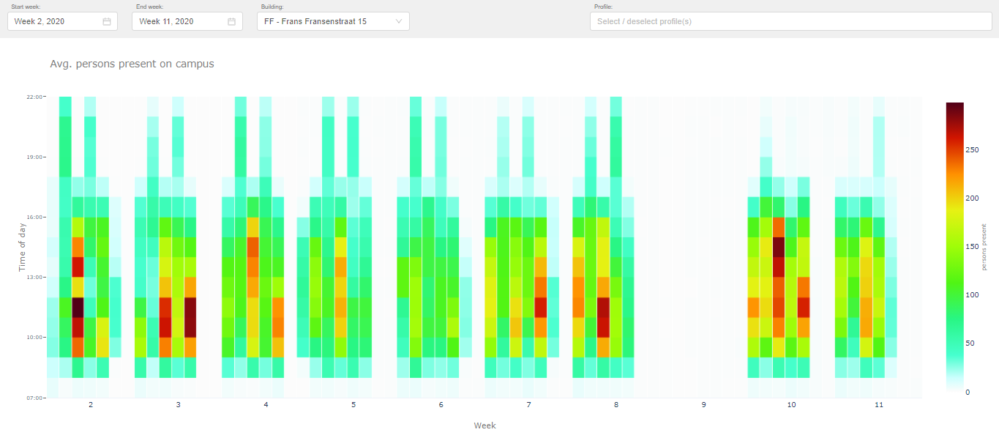 Start week: End week: Building: Profile:
Week 2, 2020 Week 11, 2020 FF - Frans Fransenstraat 15 Select / deselect profile(s)
Avg. persons present on campus
22:00
19:00
16:00
13:00
10:00
07:00
Time of day
2 3 4 5 6 7 8 9 10 11
Week
250
200
150
100
50
0
persons present